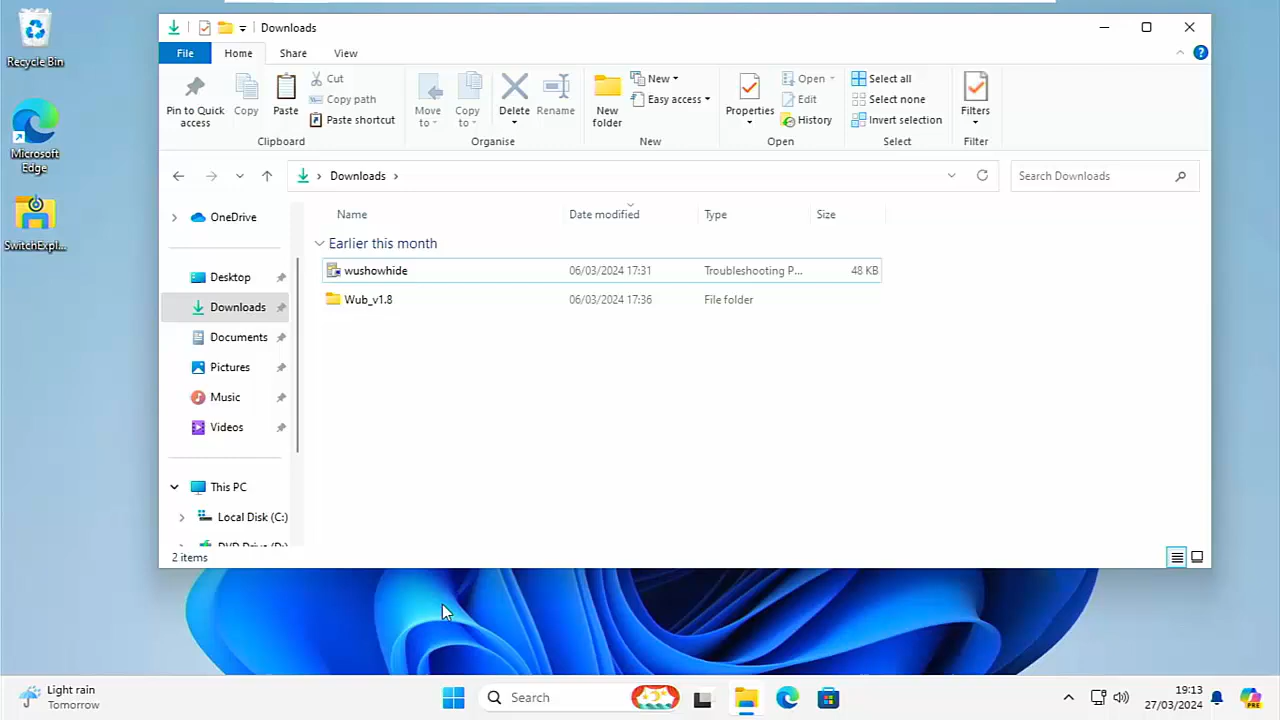 Recycle Bin
Microsoft
Edge
SwitchExpl...
Downloads
File
Home
Share
View
Pin to Quick
access
Copy
Paste
Cut
Copy path
Paste shortcut
Clipboard
Move
to
Copy
to
Delete
Rename
Organise
New
folder
New
Easy access
New
Properties
Open
Edit
History
Open
Select all
Select none
Invert selection
Select
Filters
Filter
Downloads
Search Downloads
OneDrive
Desktop
Downloads
Documents
Pictures
Music
Videos
This PC
Local Disk (C:)
DVD Drive (D:)
Name
Date modified
Type
Size
Earlier this month
wushowhide
06/03/2024 17:31
Troubleshooting P...
48 KB
Wub_v1.8
06/03/2024 17:36
File folder
2 items
Light rain
Tomorrow
Search
19:13
27/03/2024
PRE